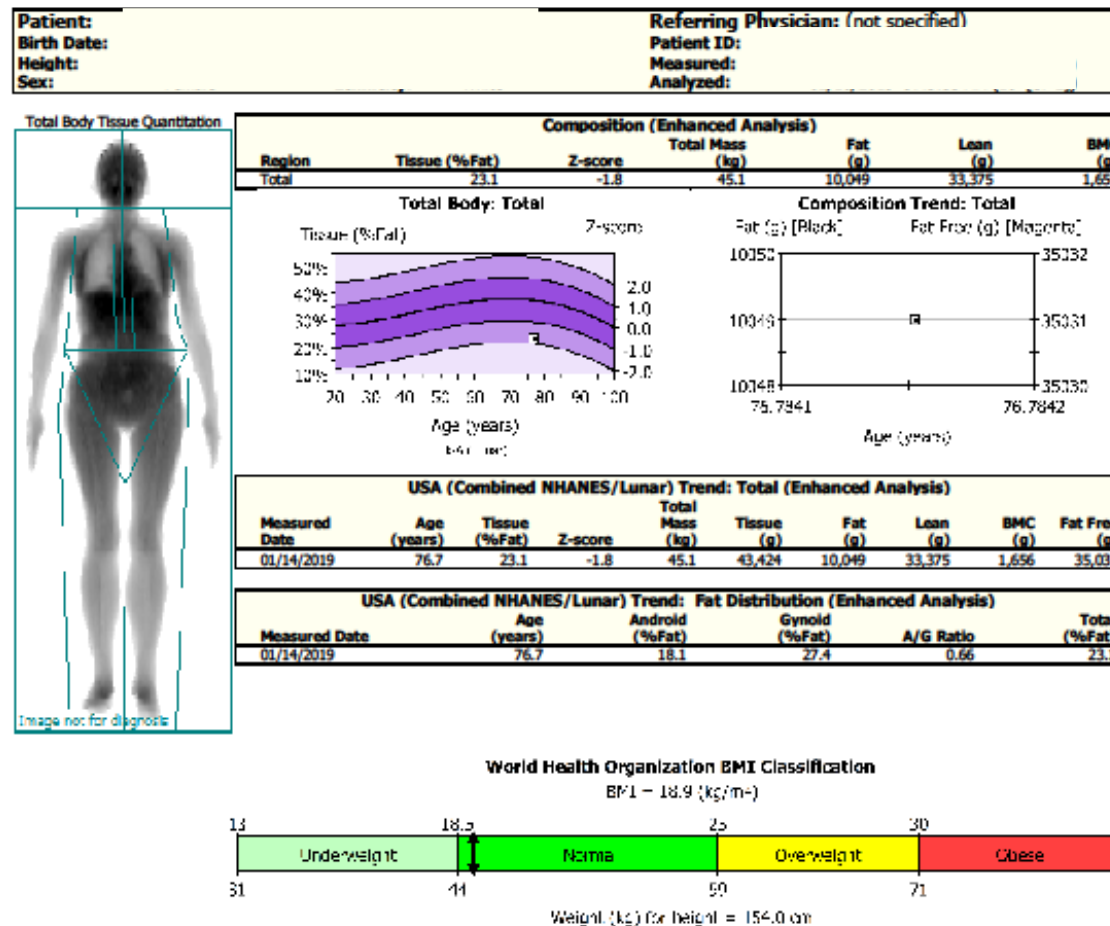 Patient:
Referring Physician: (not specified)
Birth Date:
Patient ID:
Height:
Measured:
Sex:
Analyzed:
Total Body Tissue Quantitation
Image not for diagnosis
Composition (Enhanced Analysis)
Region Tissue (%Fat) Z-score Total Mass (kg) Fat (g) Lean (g)
Total 23.1 -1.8 45.1 10,049 33,375
Total Body: Total
Tissue (%Fat) Z-score
50%
40%
30%
20%
10%
2.0
1.0
0.0
-1.0
-2.0
20 30 40 50 60 70 80 90 100
Age (years)
Composition Trend: Total
Fat (g) [Black] Fat Free (g) [Magenta]
10050 35032
10049 35031
10048 35030
76.7842
Age (years)
USA (Combined NHANES/Lunar) Trend: Total (Enhanced Analysis)
Measured Date Age (years) Tissue (%Fat) Z-score Total Mass (kg) Tissue (g) Fat (g) Lean (g) BMC (g) Fat
01/14/2019 76.7 23.1 -1.8 45.1 43,424 10,049 33,375 1,656
USA (Combined NHANES/Lunar) Trend: Fat Distribution (Enhanced Analysis)
Measured Date Age (years) Android (%Fat) Gynoid (%Fat) A/G Ratio Total (%Fat)
01/14/2019 76.7 18.1 27.4 0.66
World Health Organization BMI Classification
BMI = 18.9 (kg/m²)
13 18.5 25 30
Underweight Normal Overweight Obese
31 44 59 71
Weight (kg) for height = 154.0 cm